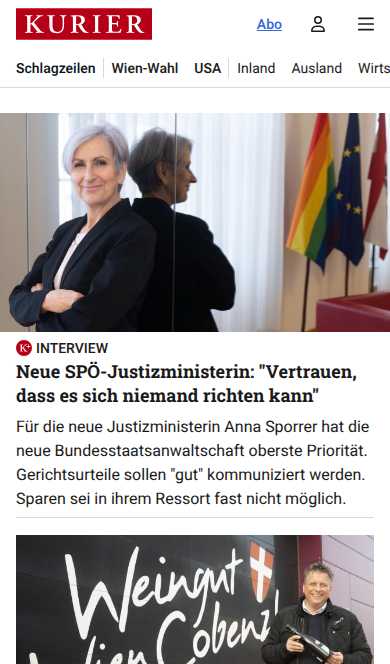 KURIER
Abo
Schlagzeilen
Wien-Wahl
USA
Inland
Ausland
Wirts
K+ INTERVIEW
Neue SPÖ-Justizministerin: "Vertrauen,
dass es sich niemand richten kann"
Für die neue Justizministerin Anna Sporrer hat die
neue Bundesstaatsanwaltschaft oberste Priorität.
Gerichtsurteile sollen "gut" kommuniziert werden.
Sparen sei in ihrem Ressort fast nicht möglich.
Weingut
Cobenzl